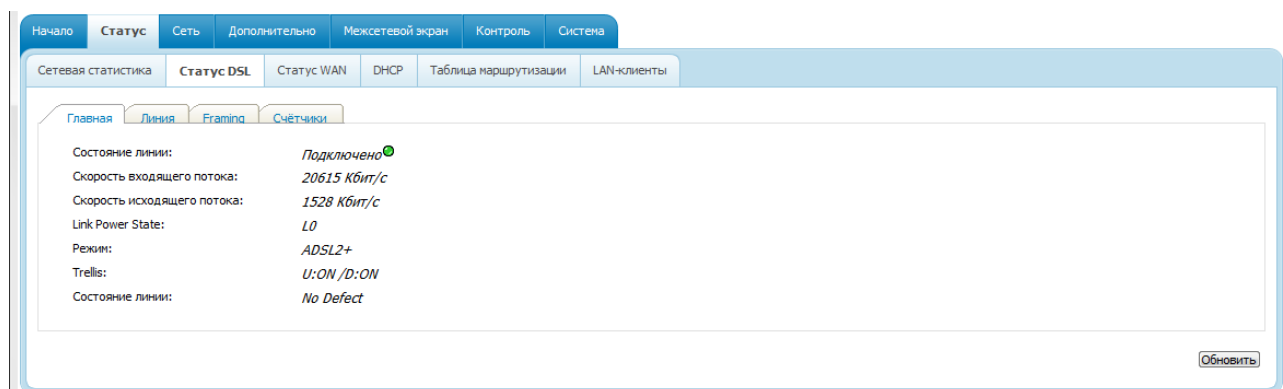 Начало Статус Сеть Дополнительно Межсетевой экран Контроль Система
Сетевая статистика Статус DSL Статус WAN DHCP Таблица маршрутизации LAN-клиенты
Главная Линия Framing Счётчики
Состояние линии: Подключено
Скорость входящего потока: 20615 Кбит/с
Скорость исходящего потока: 1528 Кбит/с
Link Power State: L0
Режим: ADSL2+
Trellis: U:ON /D:ON
Состояние линии: No Defect
Обновить